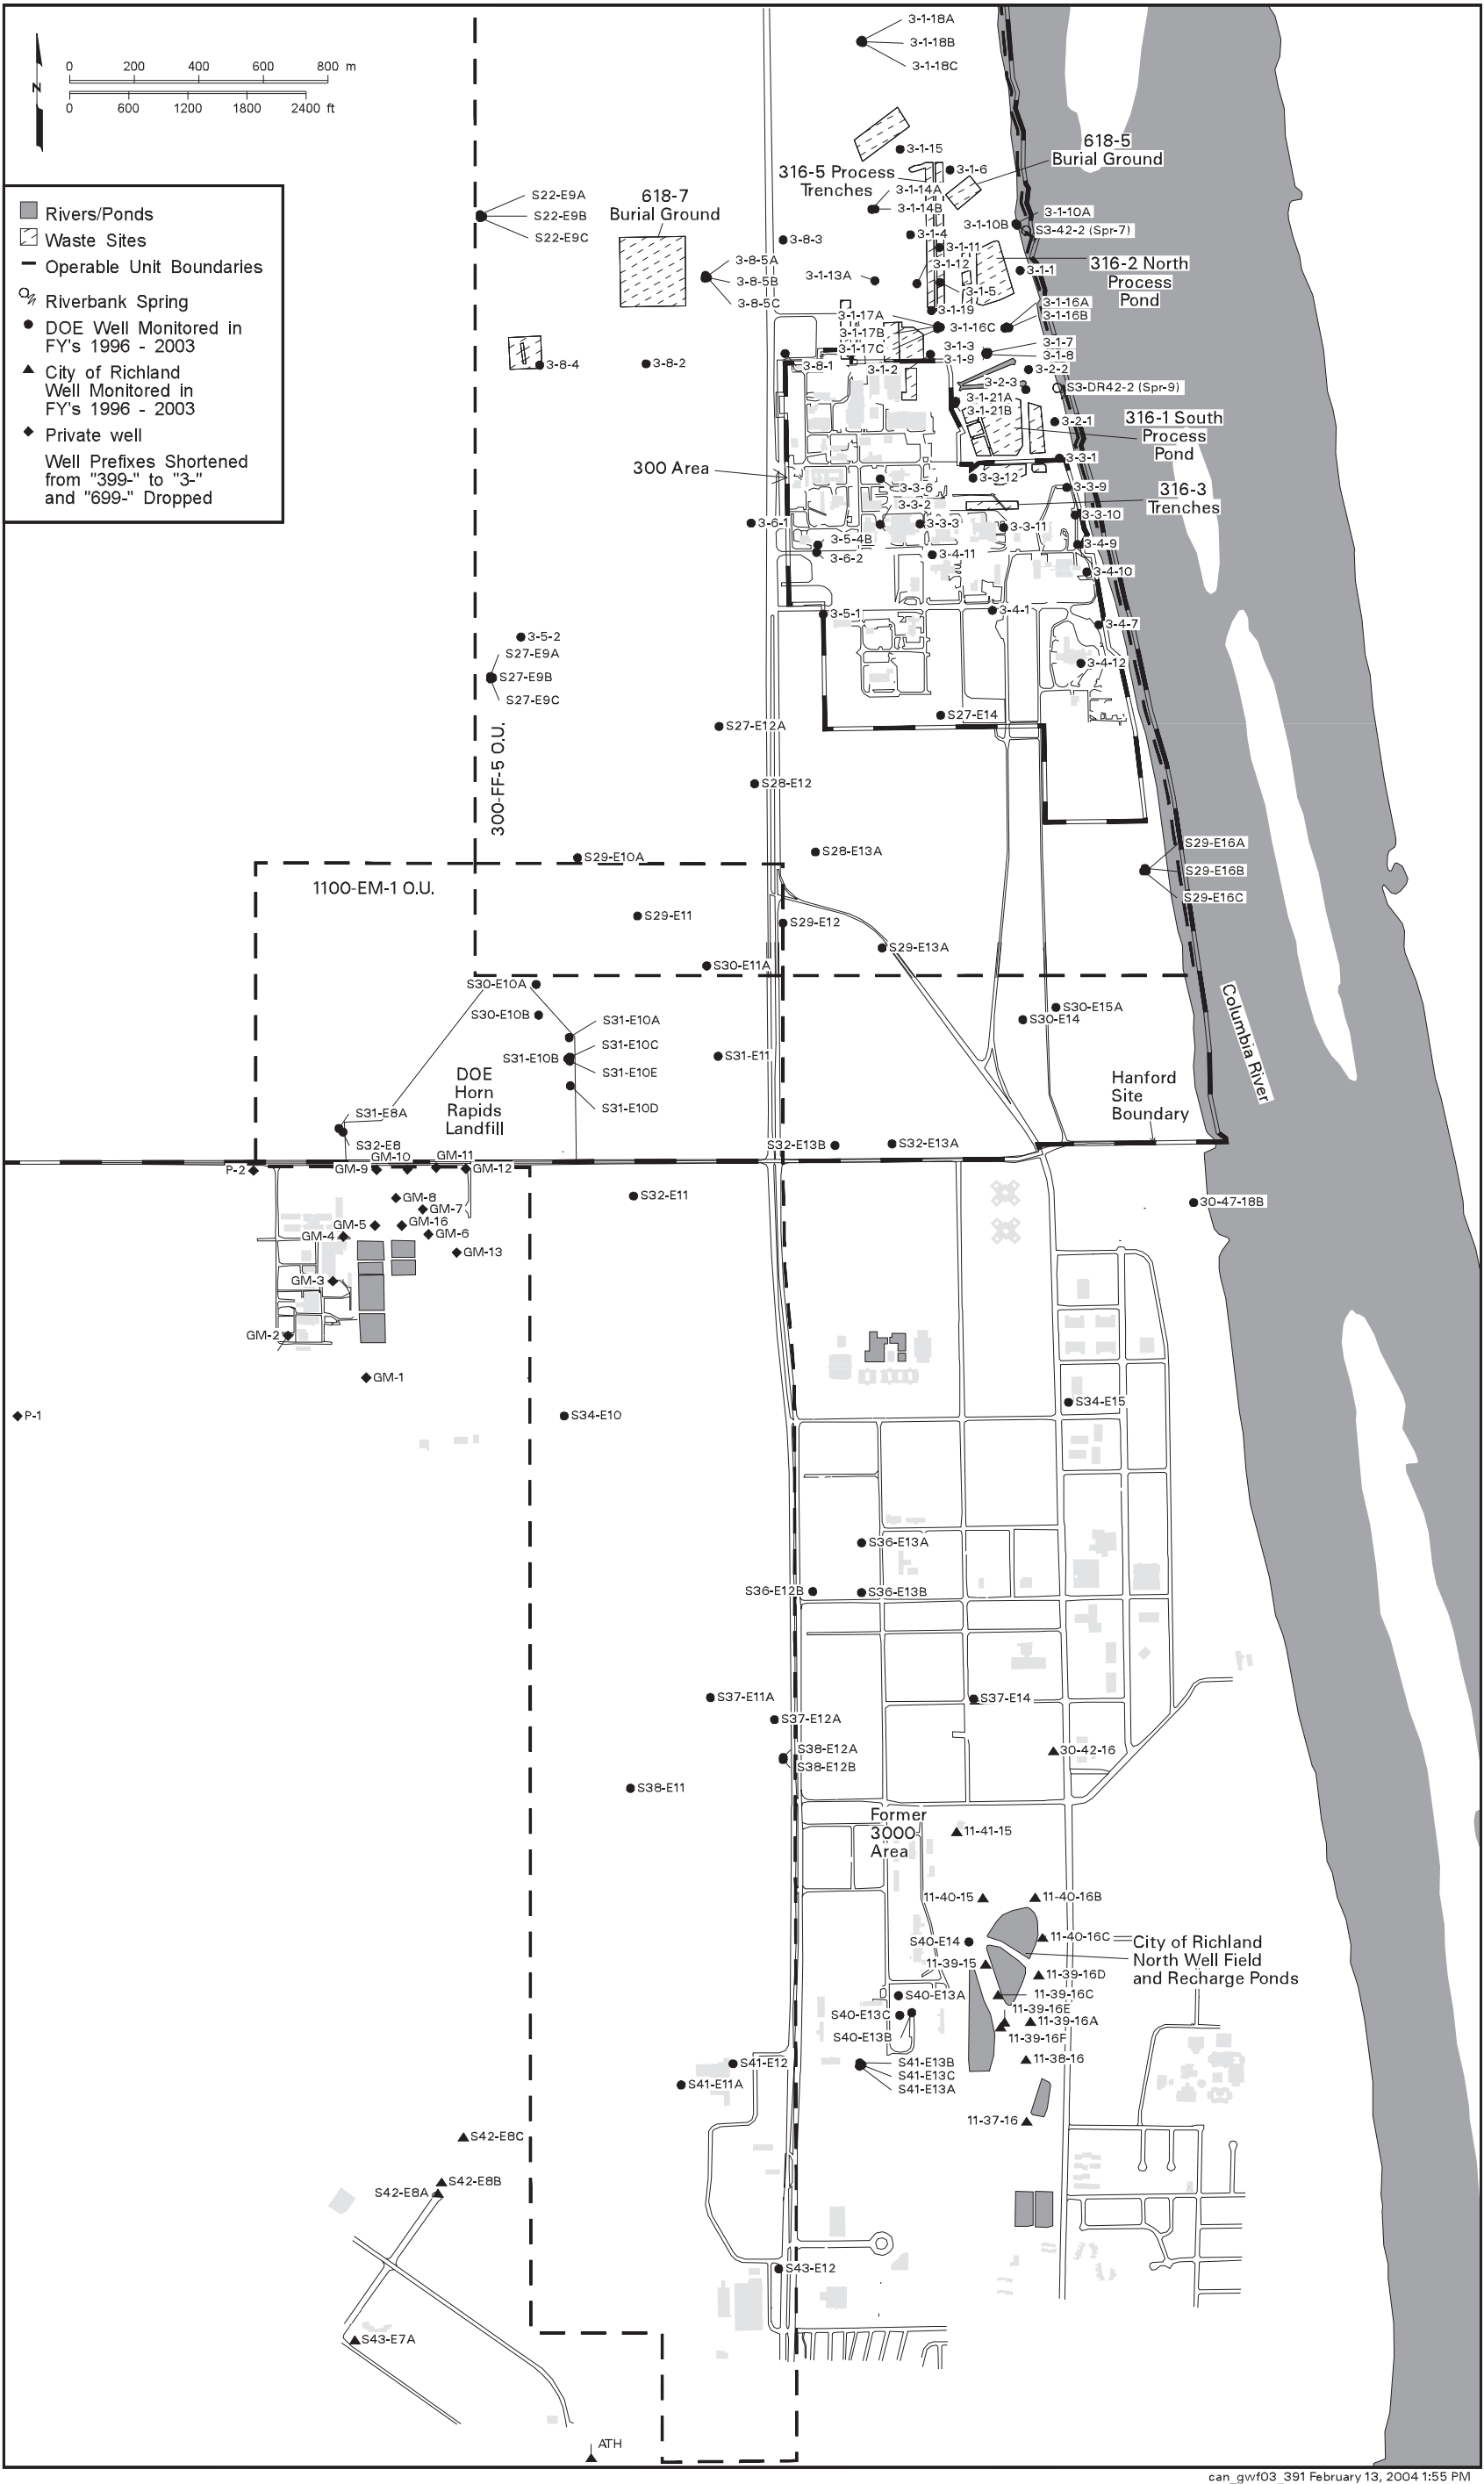 N
0 200 400 600 800 m
0 600 1200 1800 2400 ft
Rivers/Ponds
Waste Sites
Operable Unit Boundaries
Riverbank Spring
DOE Well Monitored in
FY's 1996 - 2003
City of Richland
Well Monitored in
FY's 1996 - 2003
Private well
Well Prefixes Shortened
from "399-" to "3-"
and "699-" Dropped
3-1-18A
3-1-18B
3-1-18C
618-5
Burial Ground
3-1-15
3-1-6
316-5 Process
Trenches
3-1-14A
3-1-14B
S22-E9A
S22-E9B
S22-E9C
618-7
Burial Ground
3-1-10A
3-1-10B
S3-42-2 (Spr-7)
3-8-3
3-1-4
3-1-11
3-1-12
316-2 North
Process
Pond
3-8-5A
3-8-5B
3-8-5C
3-1-13A
3-1-1
3-1-5
3-1-16A
3-1-16B
3-1-19
3-1-17A
3-1-17B
3-1-17C
3-1-16C
3-1-3
3-1-9
3-1-7
3-1-8
3-8-4
3-8-2
3-8-1
3-1-2
3-2-2
3-2-3
S3-DR42-2 (Spr-9)
3-1-21A
3-1-21B
3-2-1
316-1 South
Process
Pond
300 Area
3-3-1
3-3-12
3-3-6
3-3-9
316-3
Trenches
3-3-2
3-3-10
3-6-1
3-3-3
3-3-11
3-5-4B
3-6-2
3-4-9
3-4-11
3-4-10
3-5-1
3-4-1
3-4-7
3-5-2
S27-E9A
S27-E9B
S27-E9C
3-4-12
S27-E14
S27-E12A
300-FF-5 O.U.
S28-E12
S28-E13A
S29-E16A
S29-E16B
S29-E16C
S29-E10A
1100-EM-1 O.U.
S29-E11
S29-E12
S29-E13A
S30-E11A
S30-E10A
S30-E10B
S30-E15A
S30-E14
Columbia River
S31-E10A
S31-E10C
S31-E10B
S31-E10E
S31-E10D
S31-E11
DOE
Horn
Rapids
Landfill
Hanford
Site
Boundary
S31-E8A
S32-E8
S32-E13B
S32-E13A
P-2
GM-9
GM-10
GM-11
GM-12
GM-8
GM-7
GM-5
GM-16
GM-4
GM-6
GM-13
GM-3
GM-2
GM-1
P-1
S32-E11
30-47-18B
S34-E10
S34-E15
S36-E13A
S36-E12B
S36-E13B
S37-E11A
S37-E14
S37-E12A
S38-E12A
S38-E12B
30-42-16
S38-E11
Former
3000
Area
11-41-15
11-40-15
11-40-16B
S40-E14
11-40-16C
City of Richland
North Well Field
and Recharge Ponds
11-39-15
11-39-16D
S40-E13A
11-39-16C
11-39-16E
S40-E13C
11-39-16A
S40-E13B
11-39-16F
S41-E12
S41-E13B
S41-E13C
S41-E13A
11-38-16
S41-E11A
11-37-16
S42-E8C
S42-E8B
S42-E8A
S43-E12
S43-E7A
ATH
can_gwf03_391 February 13, 2004 1:55 PM